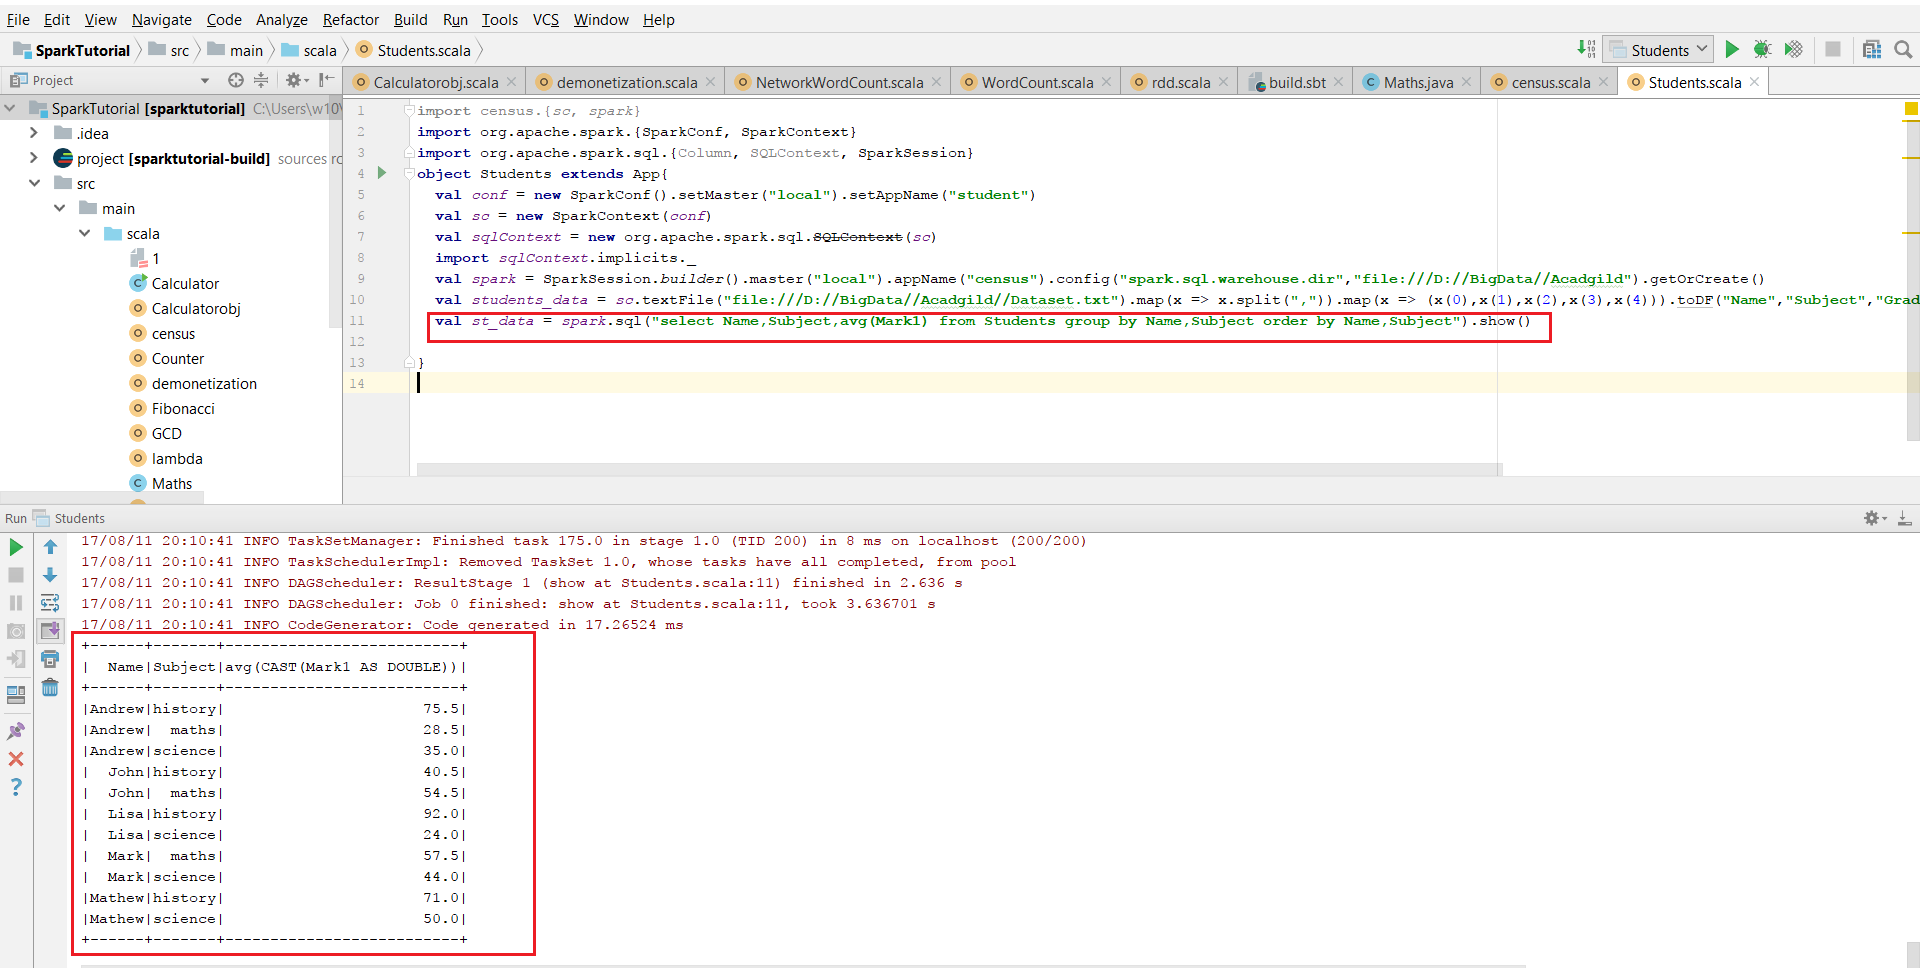 File Edit View Navigate Code Analyze Refactor Build Run Tools VCS Window Help
SparkTutorial src main scala Students.scala Students
Project
Calculatorobj.scala demonetization.scala NetworkWordCount.scala WordCount.scala rdd.scala build.sbt Maths.java census.scala Students.scala
SparkTutorial [sparktutorial] C:\Users\w10\
.idea
project [sparktutorial-build] sources
src
main
scala
1
Calculator
Calculatorobj
census
Counter
demonetization
Fibonacci
GCD
lambda
Maths
1 import census.{sc, spark}
2 import org.apache.spark.{SparkConf, SparkContext}
3 import org.apache.spark.sql.{Column, SQLContext, SparkSession}
4 object Students extends App{
5 val conf = new SparkConf().setMaster("local").setAppName("student")
6 val sc = new SparkContext(conf)
7 val sqlContext = new org.apache.spark.sql.SQLContext(sc)
8 import sqlContext.implicits._
9 val spark = SparkSession.builder().master("local").appName("census").config("spark.sql.warehouse.dir","file:///D://BigData//Acadgild").getOrCreate()
10 val students_data = sc.textFile("file:///D://BigData//Acadgild//Dataset.txt").map(x => x.split(",")).map(x => (x(0),x(1),x(2),x(3),x(4))).toDF("Name","Subject","Grad
11 val st_data = spark.sql("select Name,Subject,avg(Mark1) from Students group by Name,Subject order by Name,Subject").show()
12
13 }
14
Run Students
17/08/11 20:10:41 INFO TaskSetManager: Finished task 175.0 in stage 1.0 (TID 200) in 8 ms on localhost (200/200)
17/08/11 20:10:41 INFO TaskSchedulerImpl: Removed TaskSet 1.0, whose tasks have all completed, from pool
17/08/11 20:10:41 INFO DAGScheduler: ResultStage 1 (show at Students.scala:11) finished in 2.636 s
17/08/11 20:10:41 INFO DAGScheduler: Job 0 finished: show at Students.scala:11, took 3.636701 s
17/08/11 20:10:41 INFO CodeGenerator: Code generated in 17.26524 ms
+------+-------+--------------------------+
|  Name|Subject|avg(CAST(Mark1 AS DOUBLE))|
+------+-------+--------------------------+
|Andrew|history|                      75.5|
|Andrew|  maths|                      28.5|
|Andrew|science|                      35.0|
|  John|history|                      40.5|
|  John|  maths|                      54.5|
|  Lisa|history|                      92.0|
|  Lisa|science|                      24.0|
|  Mark|  maths|                      57.5|
|  Mark|science|                      44.0|
|Mathew|history|                      71.0|
|Mathew|science|                      50.0|
+------+-------+--------------------------+